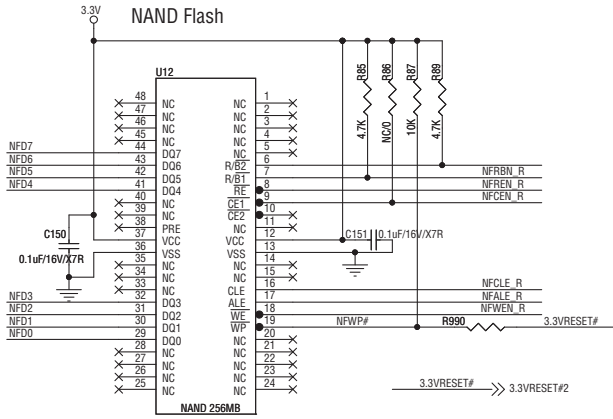 3.3V
NAND Flash
U12
R85
R86
R87
R89
4.7K
NC/0
10K
4.7K
48 NC NC 1
47 NC NC 2
46 NC NC 3
45 NC NC 4
NFD7 44 DQ7 NC 5
NFD6 43 DQ6 R/B2 6
NFD5 42 DQ5 R/B1 7 NFRBN_R
NFD4 41 DQ4 RE 8 NFREN_R
40 NC CE1 9 NFCEN_R
39 NC CE2 10
38 PRE NC 11
C150 37 VCC VCC 12 C151 0.1uF/16V/X7R
0.1uF/16V/X7R 36 VSS VSS 13
35 NC NC 14
34 NC NC 15
33 NC CLE 16 NFCLE_R
NFD3 32 DQ3 ALE 17 NFALE_R
NFD2 31 DQ2 WE 18 NFWEN_R
NFD1 30 DQ1 WP 19 NFWP# R990 3.3VRESET#
NFD0 29 DQ0 NC 20
28 NC NC 21
27 NC NC 22
26 NC NC 23
25 NC NC 24
3.3VRESET# 3.3VRESET#2
NAND 256MB